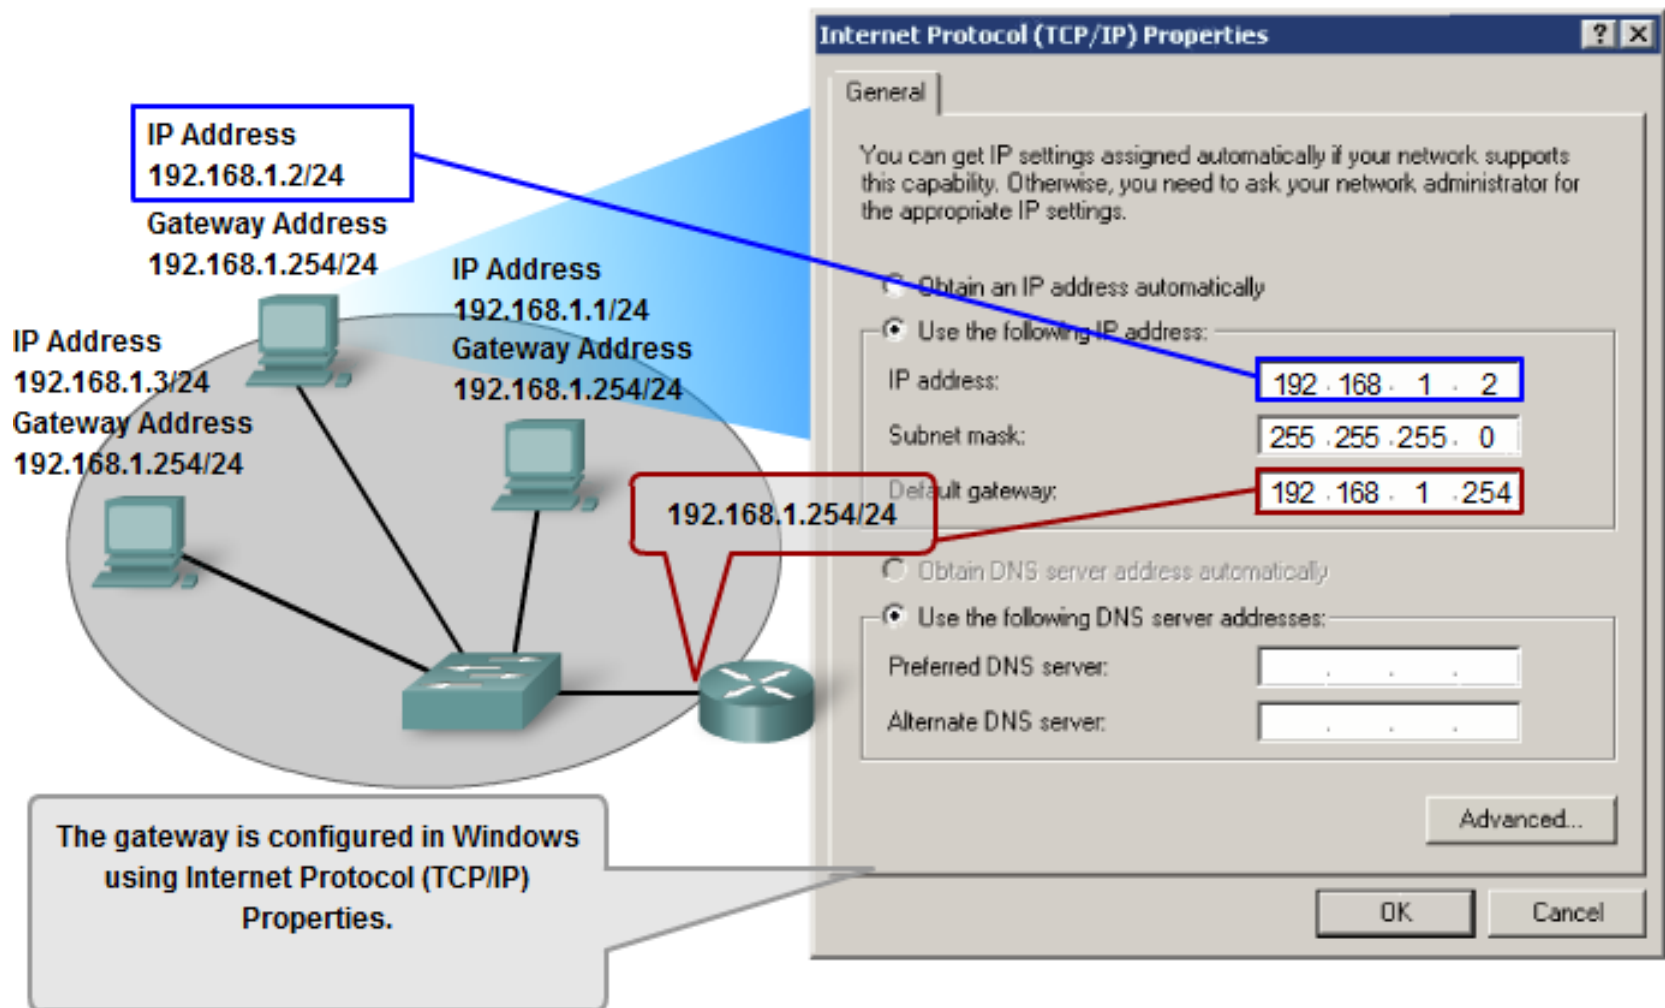 IP Address
192.168.1.2/24
Gateway Address
192.168.1.254/24
IP Address
192.168.1.1/24
Gateway Address
192.168.1.254/24
IP Address
192.168.1.3/24
Gateway Address
192.168.1.254/24
192.168.1.254/24
The gateway is configured in Windows
using Internet Protocol (TCP/IP)
Properties.
Internet Protocol (TCP/IP) Properties
General
You can get IP settings assigned automatically if your network supports
this capability. Otherwise, you need to ask your network administrator for
the appropriate IP settings.
Obtain an IP address automatically
Use the following IP address:
IP address: 192 . 168 . 1 . 2
Subnet mask: 255 . 255 . 255 . 0
Default gateway: 192 . 168 . 1 . 254
Obtain DNS server address automatically
Use the following DNS server addresses:
Preferred DNS server: . . .
Alternate DNS server: . . .
Advanced...
OK Cancel